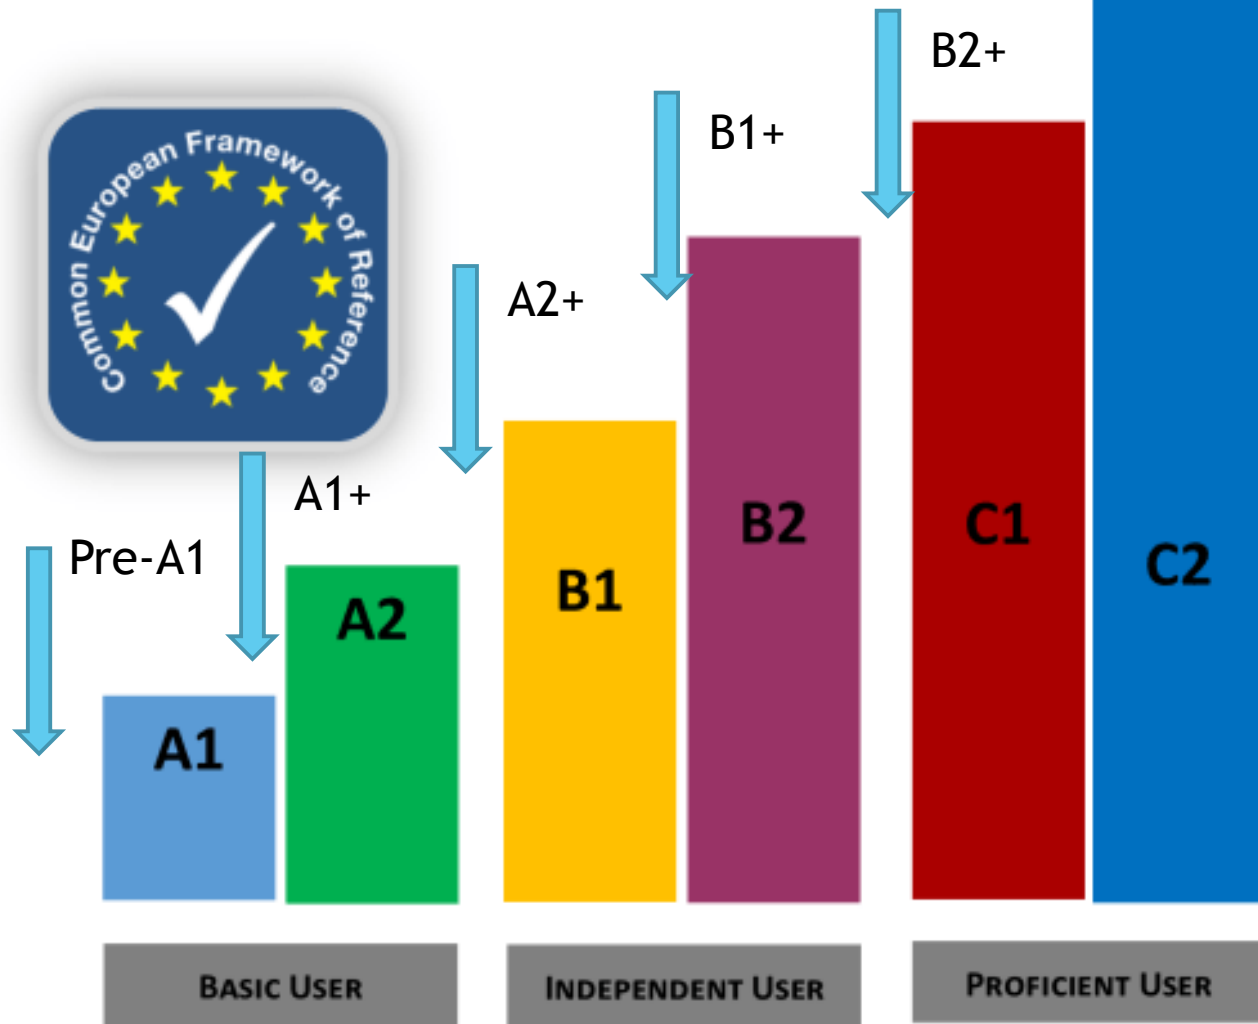 B2+
B1+
Common European Framework of Reference
A2+
A1+
Pre-A1
A1
A2
B1
B2
C1
C2
BASIC USER
INDEPENDENT USER
PROFICIENT USER